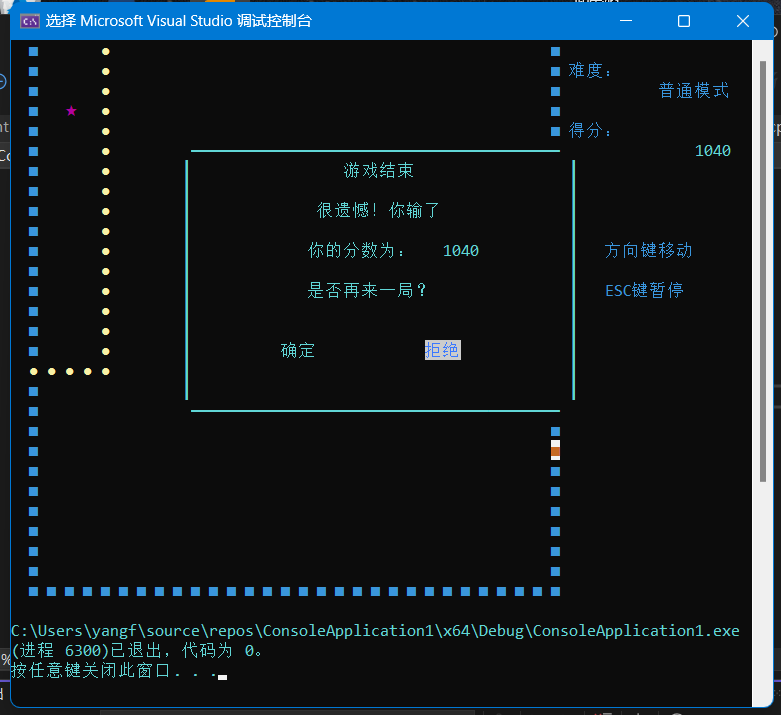 选择 Microsoft Visual Studio 调试控制台
难度：
普通模式
得分：
1040
游戏结束
很遗憾！你输了
你的分数为： 1040
方向键移动
是否再来一局？
ESC键暂停
确定 拒绝
C:\Users\yangf\source\repos\ConsoleApplication1\x64\Debug\ConsoleApplication1.exe
(进程 6300)已退出，代码为 0。
按任意键关闭此窗口. . .